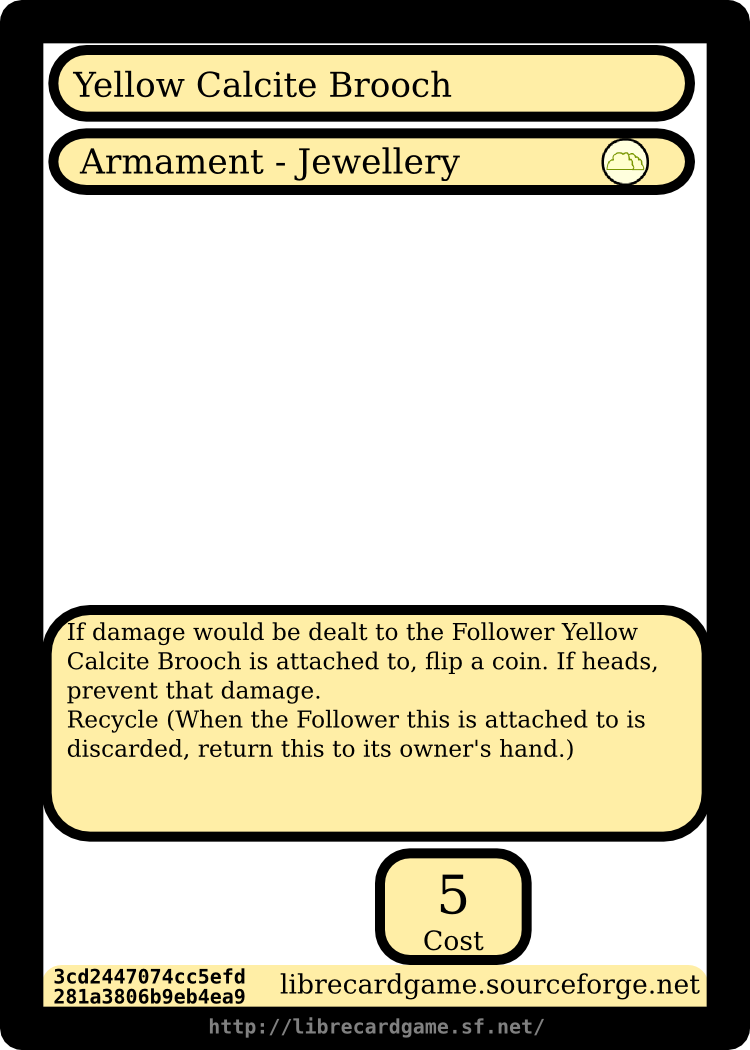 Yellow Calcite Brooch
Armament - Jewellery
If damage would be dealt to the Follower Yellow
Calcite Brooch is attached to, flip a coin. If heads,
prevent that damage.
Recycle (When the Follower this is attached to is
discarded, return this to its owner's hand.)
5
Cost
3cd2447074cc5efd
281a3806b9eb4ea9
librecardgame.sourceforge.net
http://librecardgame.sf.net/